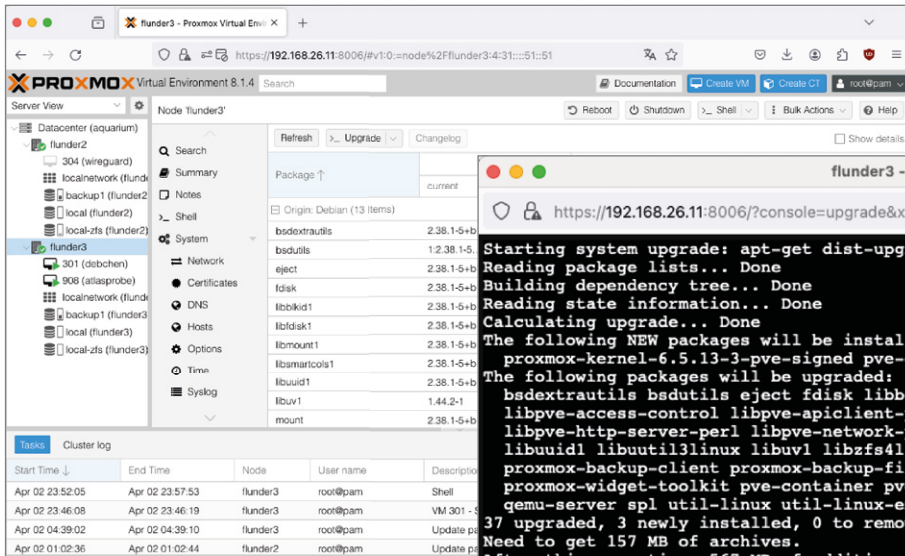 flunder3 - Proxmox Virtual Envir
https://192.168.26.11:8006/#v1:0:=node%2Fflunder3:4:31::::51::51
PROXMOX Virtual Environment 8.1.4 Search Documentation Create VM Create CT root@pam
Server View Node 'flunder3' Reboot Shutdown >_ Shell Bulk Actions Help
Datacenter (aquarium)
flunder2
304 (wireguard)
localnetwork (flunde
backup1 (flunder2
local (flunder2)
local-zfs (flunder2)
flunder3
301 (debchen)
908 (atlasprobe)
localnetwork (flunde
backup1 (flunder3
local (flunder3)
local-zfs (flunder3)
Search
Summary
Notes
>_ Shell
System
Network
Certificates
DNS
Hosts
Options
Time
Syslog
Refresh >_ Upgrade Changelog Show details
Package
current
Origin: Debian (13 Items)
bsdextrautils 2.38.1-5+b
bsdutils 1:2.38.1-5.
eject 2.38.1-5+b
fdisk 2.38.1-5+b
libblkid1 2.38.1-5+b
libfdisk1 2.38.1-5+b
libmount1 2.38.1-5+b
libsmartcols1 2.38.1-5+b
libuuid1 2.38.1-5+b
libuv1 1.44.2-1
mount 2.38.1-5+b
flunder3 -
https://192.168.26.11:8006/?console=upgrade&x
Starting system upgrade: apt-get dist-upg
Reading package lists... Done
Building dependency tree... Done
Reading state information... Done
Calculating upgrade... Done
The following NEW packages will be instal
proxmox-kernel-6.5.13-3-pve-signed pve-
The following packages will be upgraded:
bsdextrautils bsdutils eject fdisk libb
libpve-access-control libpve-apiclient-
libpve-http-server-perl libpve-network-
libuuid1 libuutil3linux libuv1 libzfs4l
proxmox-backup-client proxmox-backup-fi
proxmox-widget-toolkit pve-container pv
qemu-server spl util-linux util-linux-e
37 upgraded, 3 newly installed, 0 to remo
Need to get 157 MB of archives.
Tasks Cluster log
Start Time End Time Node User name Descriptio
Apr 02 23:52:05 Apr 02 23:57:53 flunder3 root@pam Shell
Apr 02 23:46:08 Apr 02 23:46:19 flunder3 root@pam VM 301 - S
Apr 02 04:39:02 Apr 02 04:39:10 flunder3 root@pam Update pa
Apr 02 01:02:36 Apr 02 01:02:44 flunder2 root@pam Update pa